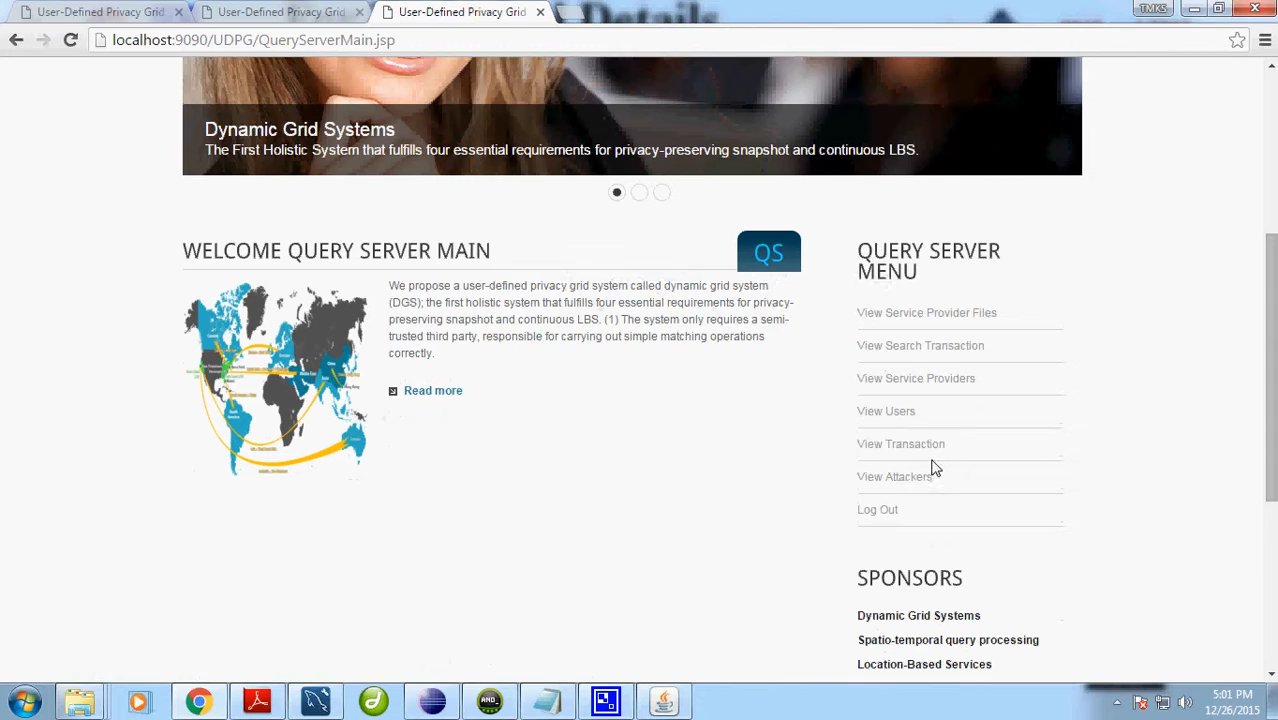 User-Defined Privacy Grid
User-Defined Privacy Grid
User-Defined Privacy Grid
Details
TMKS
localhost:9090/UDPG/QueryServerMain.jsp
Dynamic Grid Systems
The First Holistic System that fulfills four essential requirements for privacy-preserving snapshot and continuous LBS.
WELCOME QUERY SERVER MAIN
QS
We propose a user-defined privacy grid system called dynamic grid system
(DGS); the first holistic system that fulfills four essential requirements for privacy-
preserving snapshot and continuous LBS. (1) The system only requires a semi-
trusted third party, responsible for carrying out simple matching operations
correctly.
Read more
QUERY SERVER
MENU
View Service Provider Files
View Search Transaction
View Service Providers
View Users
View Transaction
View Attackers
Log Out
SPONSORS
Dynamic Grid Systems
Spatio-temporal query processing
Location-Based Services
5:01 PM
12/26/2015